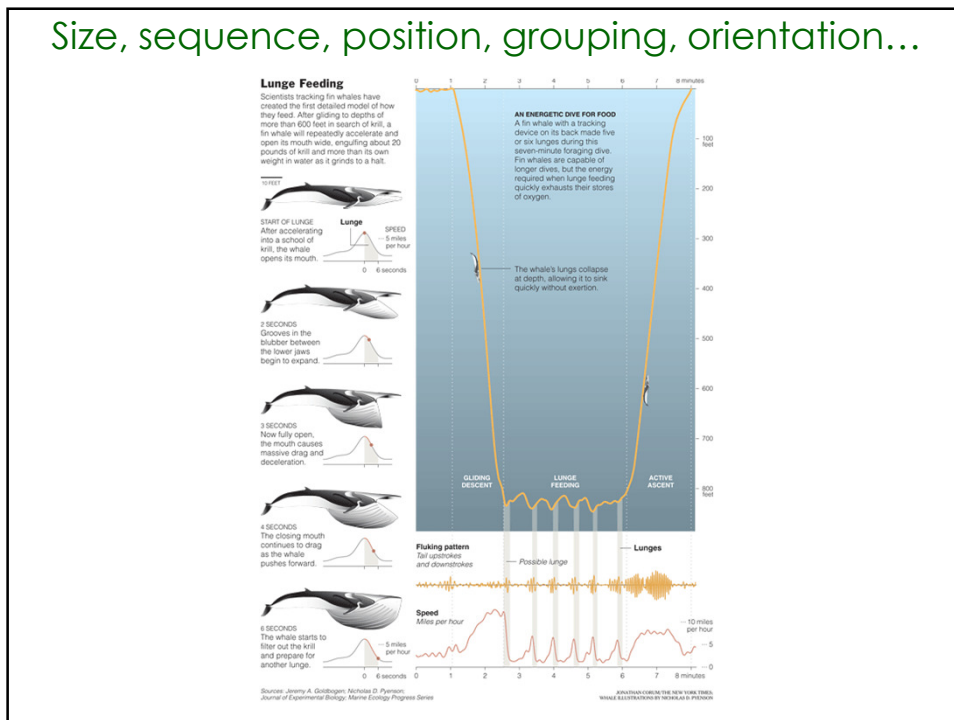 Size, sequence, position, grouping, orientation…
Lunge Feeding
Scientists tracking fin whales have
created the first detailed model of how
they feed. After gliding to depths of
more than 600 feet in search of krill, a
fin whale will repeatedly accelerate and
open its mouth wide, engulfing about 20
pounds of krill and more than its own
weight in water as it grinds to a halt.
10 FEET
START OF LUNGE
After accelerating
into a school of
krill, the whale
opens its mouth.
Lunge
SPEED
5 miles
per hour
0 6 seconds
2 SECONDS
Grooves in the
blubber between
the lower jaws
begin to expand.
3 SECONDS
Now fully open,
the mouth causes
massive drag and
deceleration.
4 SECONDS
The closing mouth
continues to drag
as the whale
pushes forward.
6 SECONDS
The whale starts to
filter out the krill
and prepare for
another lunge.
5 miles
per hour
0 6 seconds
0 1 2 3 4 5 6 7 8 minutes
AN ENERGETIC DIVE FOR FOOD
A fin whale with a tracking
device on its back made five
or six lunges during this
seven-minute foraging dive.
Fin whales are capable of
longer dives, but the energy
required when lunge feeding
quickly exhausts their stores
of oxygen.
100
feet
200
300
The whale's lungs collapse
at depth, allowing it to sink
quickly without exertion.
400
500
600
700
800
feet
GLIDING
DESCENT
LUNGE
FEEDING
ACTIVE
ASCENT
Fluking pattern
Tail upstrokes
and downstrokes
Possible lunge
Lunges
Speed
Miles per hour
10 miles
per hour
5
0
0 1 2 3 4 5 6 7 8 minutes
Sources: Jeremy A. Goldbogen, Nicholas D. Pyenson,
Journal of Experimental Biology; Marine Ecology Progress Series
JONATHAN CORUM/THE NEW YORK TIMES;
WHALE ILLUSTRATIONS BY NICHOLAS D. PYENSON